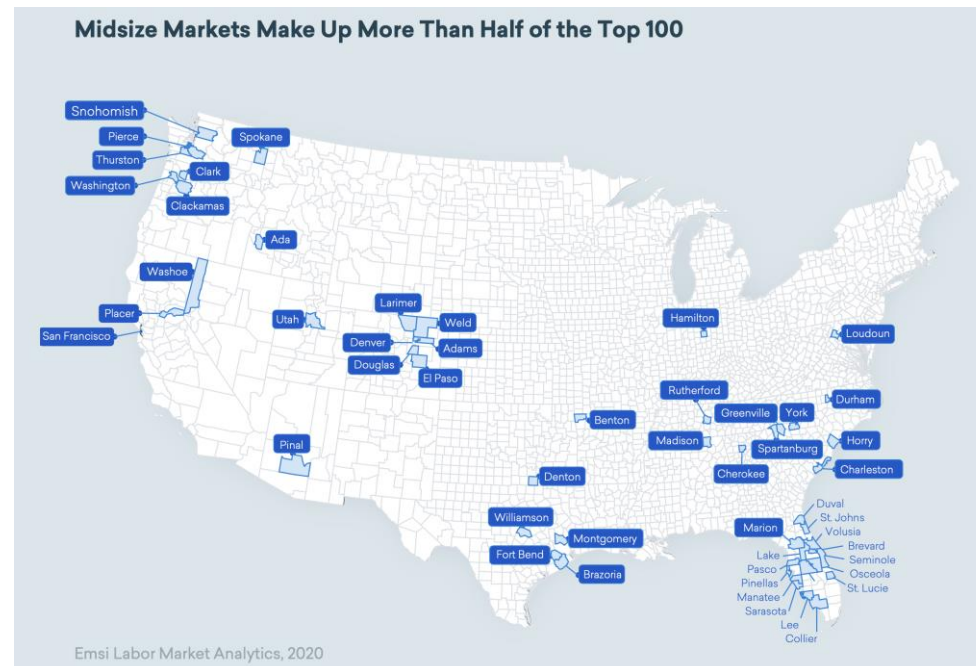 Midsize Markets Make Up More Than Half of the Top 100
Snohomish
Pierce
Spokane
Thurston
Clark
Washington
Clackamas
Ada
Washoe
Placer
San Francisco
Utah
Larimer
Weld
Denver
Adams
Douglas
El Paso
Hamilton
Loudoun
Rutherford
Greenville
York
Durham
Benton
Madison
Spartanburg
Horry
Cherokee
Charleston
Pinal
Denton
Williamson
Montgomery
Fort Bend
Brazoria
Marion
Duval
St. Johns
Volusia
Brevard
Lake
Seminole
Pasco
Osceola
Pinellas
St. Lucie
Manatee
Sarasota
Lee
Collier
Emsi Labor Market Analytics, 2020